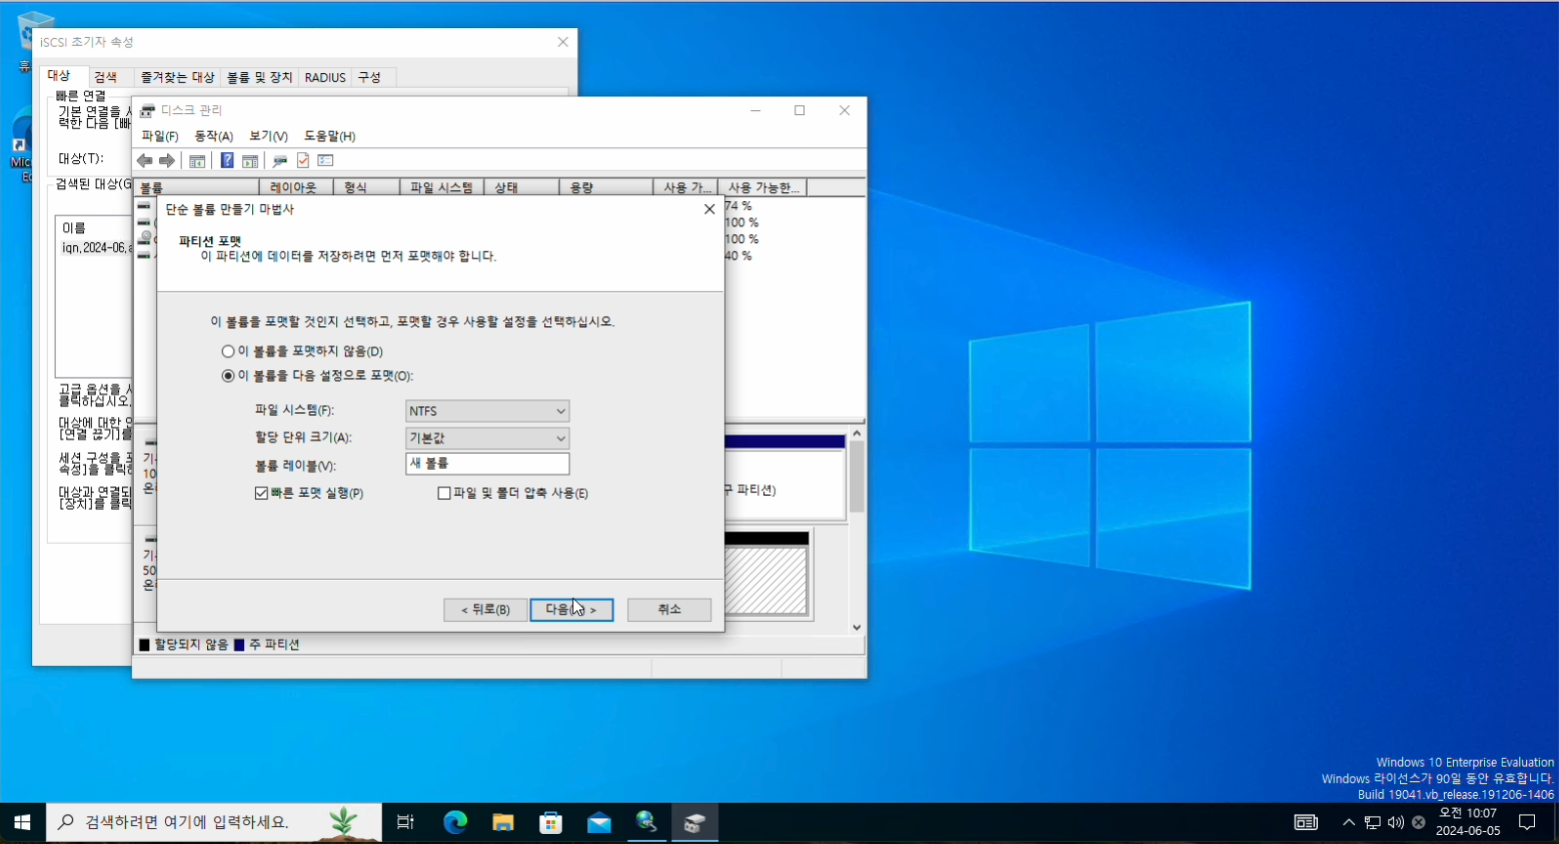 iSCSI 초기자 속성
대상 검색 즐겨찾는 대상 볼륨 및 장치 RADIUS 구성
빠른 연결
기본 연결을
력한 다음 [빠
대상(T):
검색된 대상(G
이름
iqn,2024-06,a
고급 옵션을
클릭하십시오.
대상에 대한
[연결 끊기]를
세션 구성을
속성]을 클릭
대상과 연결되
[장치]를 클릭
디스크 관리
파일(F) 동작(A) 보기(V) 도움말(H)
볼륨 레이아웃 형식 파일 시스템 상태 용량 사용 가... 사용 가능한...
74 %
100 %
100 %
40 %
단순 볼륨 만들기 마법사
파티션 포맷
이 파티션에 데이터를 저장하려면 먼저 포맷해야 합니다.
이 볼륨을 포맷할 것인지 선택하고, 포맷할 경우 사용할 설정을 선택하십시오.
이 볼륨을 포맷하지 않음(D)
이 볼륨을 다음 설정으로 포맷(O):
파일 시스템(F): NTFS
할당 단위 크기(A): 기본값
볼륨 레이블(V): 새 볼륨
빠른 포맷 실행(P) 파일 및 폴더 압축 사용(E)
< 뒤로(B) 다음( > 취소
기
10
온
구 파티션)
기
50
온
할당되지 않음 주 파티션
Windows 10 Enterprise Evaluation
Windows 라이선스가 90일 동안 유효합니다.
Build 19041.vb_release.191206-1406
검색하려면 여기에 입력하세요.
오전 10:07
2024-06-05